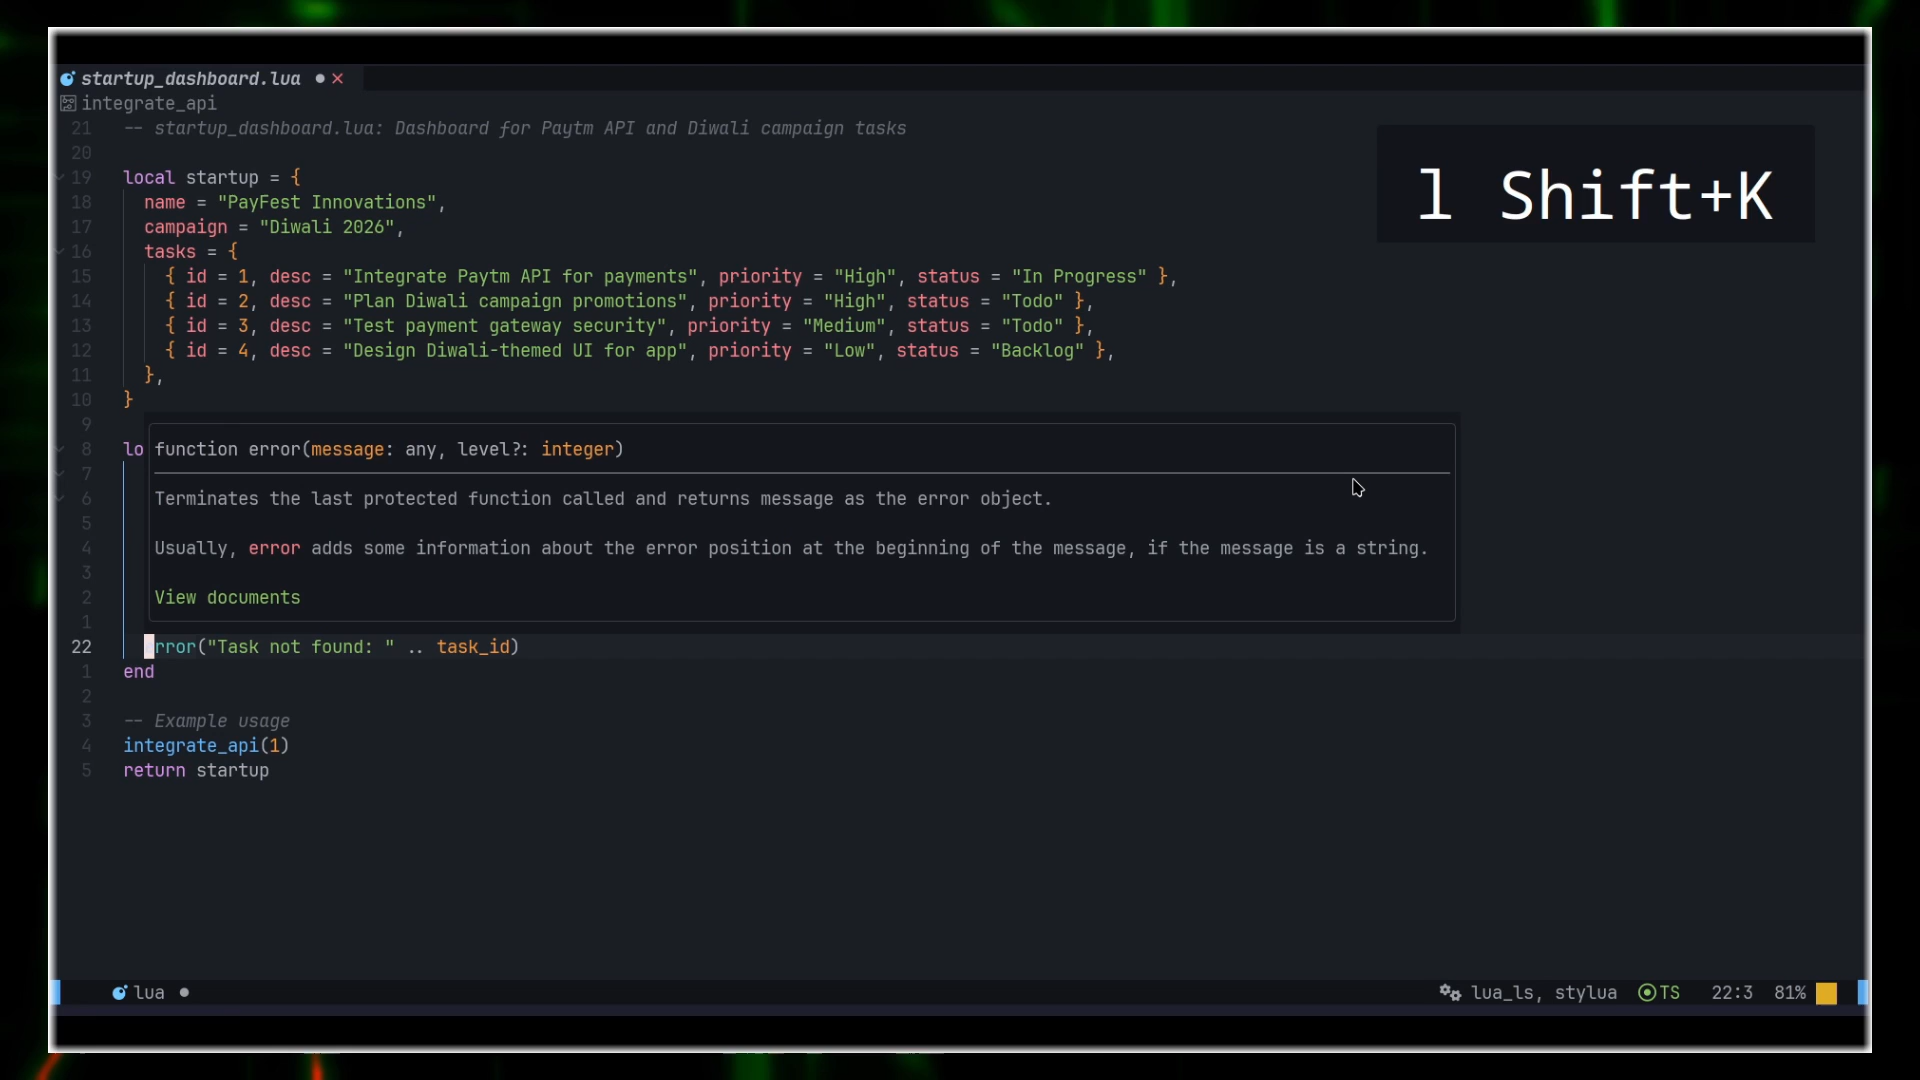 startup_dashboard.lua ● ×
integrate_api
21 -- startup_dashboard.lua: Dashboard for Paytm API and Diwali campaign tasks
20
19 local startup = {
18 name = "PayFest Innovations",
17 campaign = "Diwali 2026",
16 tasks = {
15 { id = 1, desc = "Integrate Paytm API for payments", priority = "High", status = "In Progress" },
14 { id = 2, desc = "Plan Diwali campaign promotions", priority = "High", status = "Todo" },
13 { id = 3, desc = "Test payment gateway security", priority = "Medium", status = "Todo" },
12 { id = 4, desc = "Design Diwali-themed UI for app", priority = "Low", status = "Backlog" },
11 },
10 }
l Shift+K
9
8 lo function error(message: any, level?: integer)
7
6 Terminates the last protected function called and returns message as the error object.
5
4 Usually, error adds some information about the error position at the beginning of the message, if the message is a string.
3
2 View documents
1
22 error("Task not found: " .. task_id)
1 end
2
3 -- Example usage
4 integrate_api(1)
5 return startup
lua ● lua_ls, stylua TS 22:3 81%